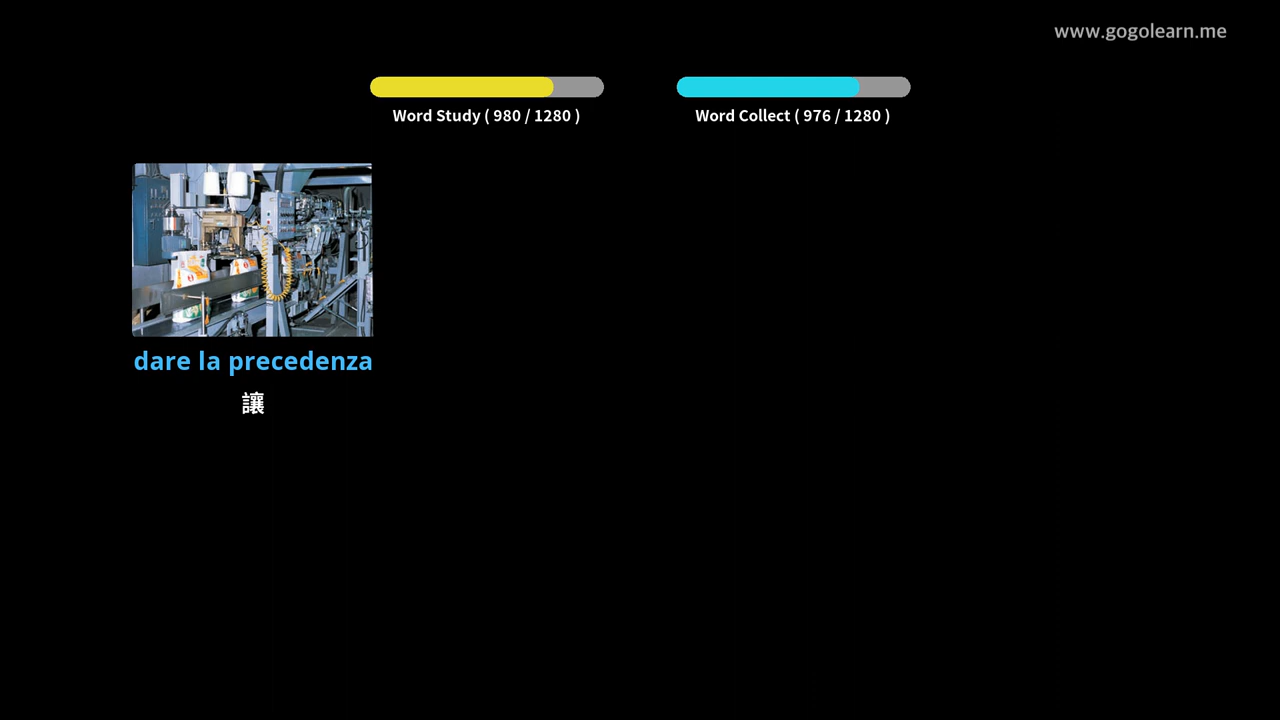 www.gogolearn.me
Word Study ( 980 / 1280 )
Word Collect ( 976 / 1280 )
dare la precedenza
讓